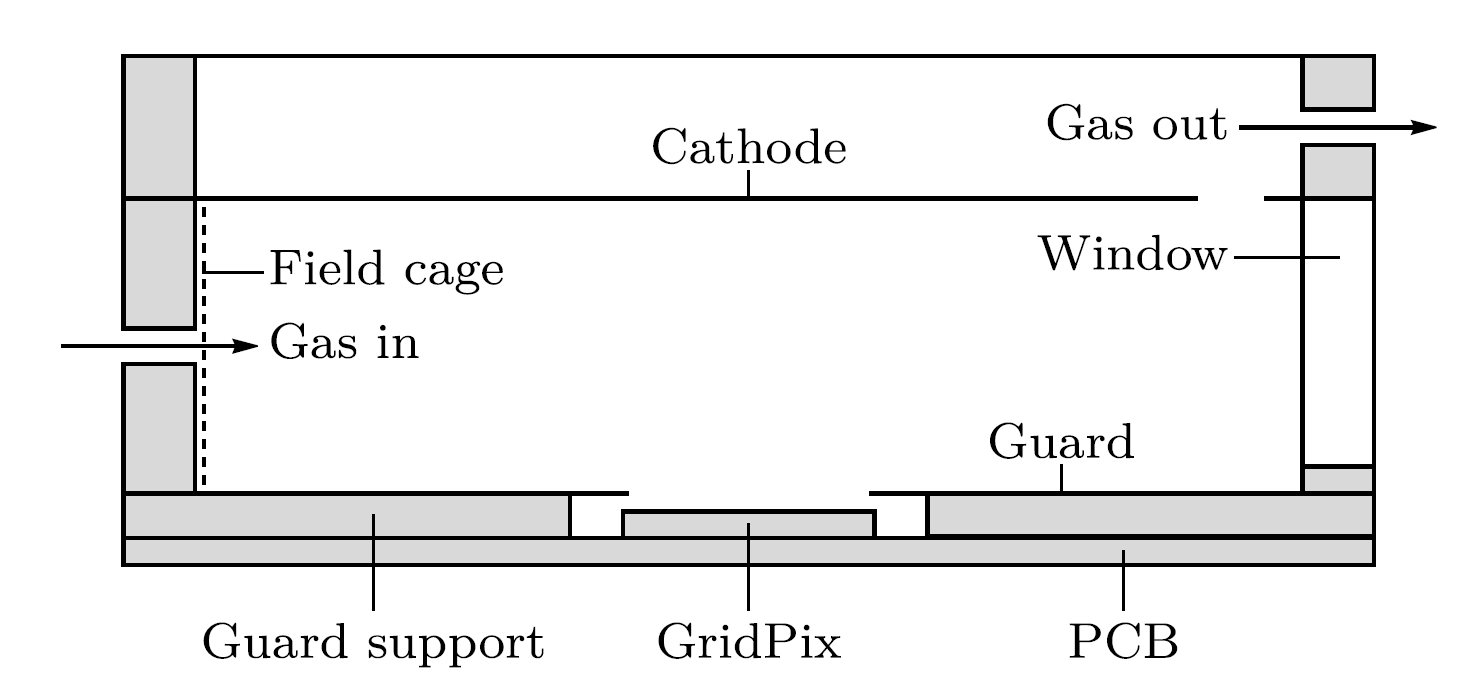 Gas out
Cathode
Window
Field cage
Gas in
Guard
Guard support
GridPix
PCB